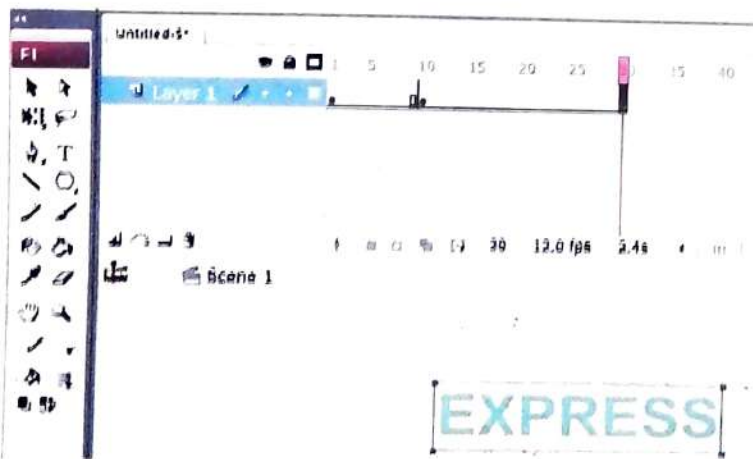 Untitled-5*
Fl
1 5 10 15 20 25 30 35 40
Layer 1
T
29 12.0 fps 2.4s
Scene 1
EXPRESS